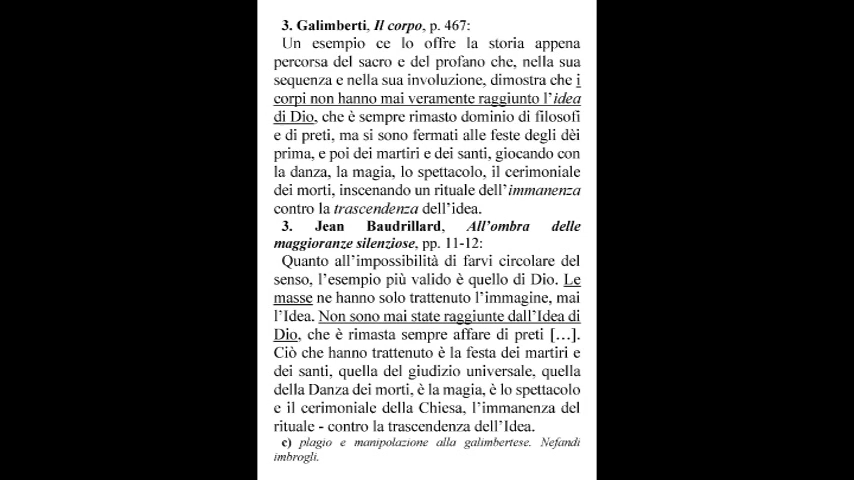 3. Galimberti, Il corpo, p. 467:
Un esempio ce lo offre la storia appena
percorsa del sacro e del profano che, nella sua
sequenza e nella sua involuzione, dimostra che i
corpi non hanno mai veramente raggiunto l'idea
di Dio, che è sempre rimasto dominio di filosofi
e di preti, ma si sono fermati alle feste degli dèi
prima, e poi dei martiri e dei santi, giocando con
la danza, la magia, lo spettacolo, il cerimoniale
dei morti, inscenando un rituale dell'immanenza
contro la trascendenza dell'idea.
3. Jean Baudrillard, All'ombra delle
maggioranze silenziose, pp. 11-12:
Quanto all'impossibilità di farvi circolare del
senso, l'esempio più valido è quello di Dio. Le
masse ne hanno solo trattenuto l'immagine, mai
l'Idea. Non sono mai state raggiunte dall'Idea di
Dio, che è rimasta sempre affare di preti […].
Ciò che hanno trattenuto è la festa dei martiri e
dei santi, quella del giudizio universale, quella
della Danza dei morti, è la magia, è lo spettacolo
e il cerimoniale della Chiesa, l'immanenza del
rituale - contro la trascendenza dell'Idea.
c) plagio e manipolazione alla galimbertese. Nefandi
imbrogli.